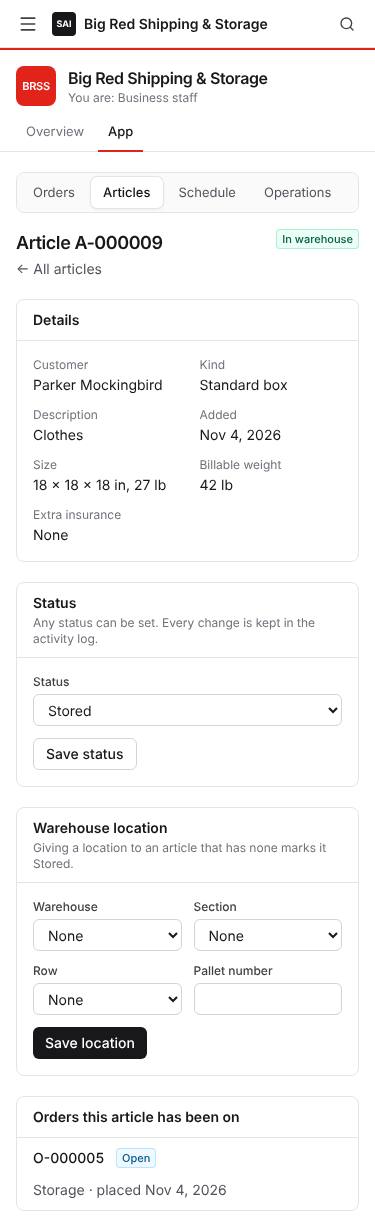 SAI Big Red Shipping & Storage
BRSS
Big Red Shipping & Storage
You are: Business staff
Overview App
Orders Articles Schedule Operations
Article A-000009
In warehouse
← All articles
Details
Customer Kind
Parker Mockingbird Standard box
Description Added
Clothes Nov 4, 2026
Size Billable weight
18 × 18 × 18 in, 27 lb 42 lb
Extra insurance
None
Status
Any status can be set. Every change is kept in the
activity log.
Status
Stored
Save status
Warehouse location
Giving a location to an article that has none marks it
Stored.
Warehouse Section
None None
Row Pallet number
None
Save location
Orders this article has been on
O-000005 Open
Storage · placed Nov 4, 2026